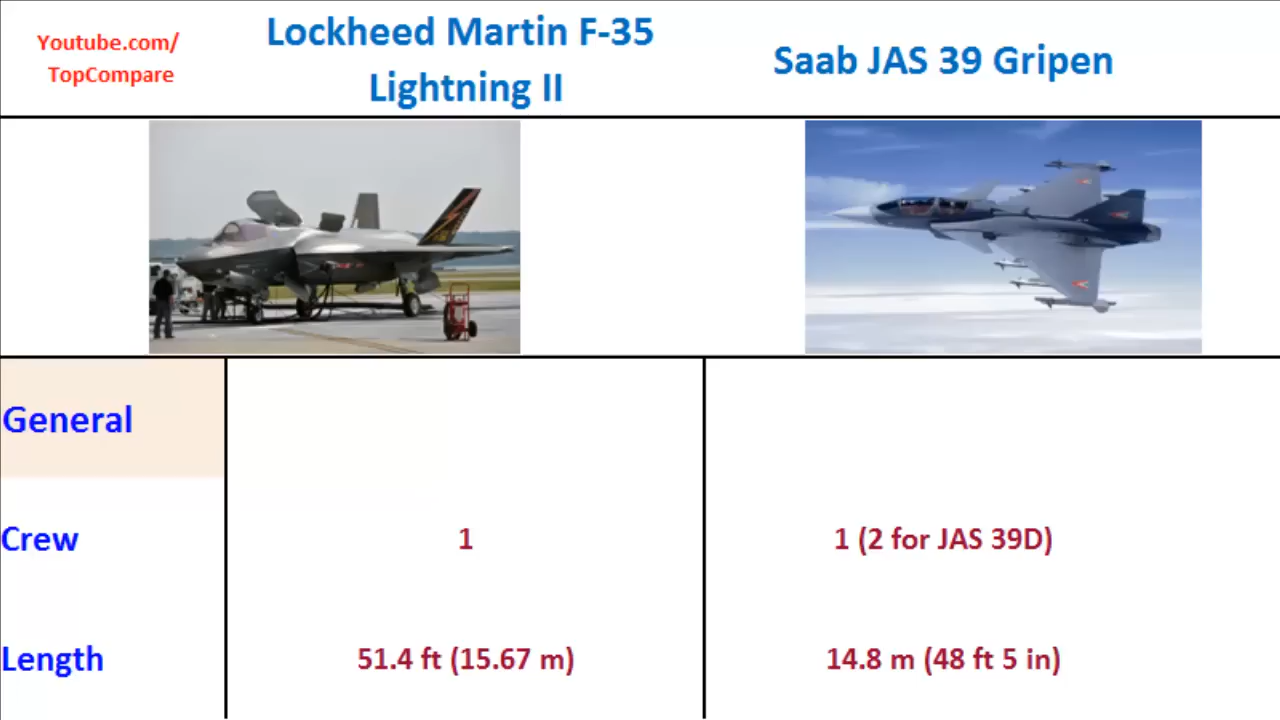 Youtube.com/
TopCompare
Lockheed Martin F-35
Lightning II
Saab JAS 39 Gripen
General
Crew
1
1 (2 for JAS 39D)
Length
51.4 ft (15.67 m)
14.8 m (48 ft 5 in)